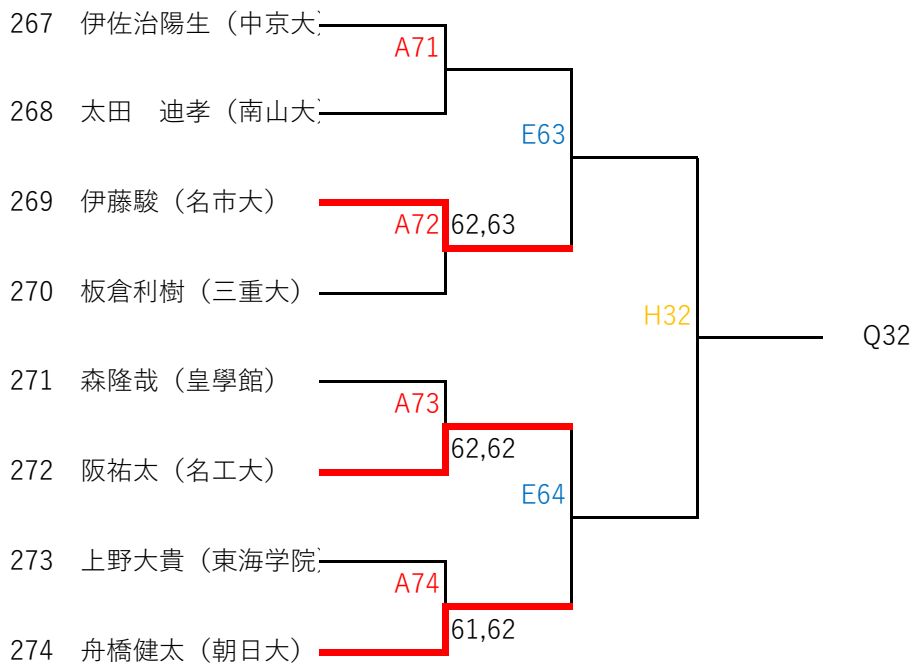 267 伊佐治陽生（中京大）
A71
268 太田　迪孝（南山大）
E63
269 伊藤駿（名市大）
A72 62,63
270 板倉利樹（三重大）
H32
Q32
271 森隆哉（皇學館）
A73
62,62
272 阪祐太（名工大）
E64
273 上野大貴（東海学院）
A74
61,62
274 舟橋健太（朝日大）